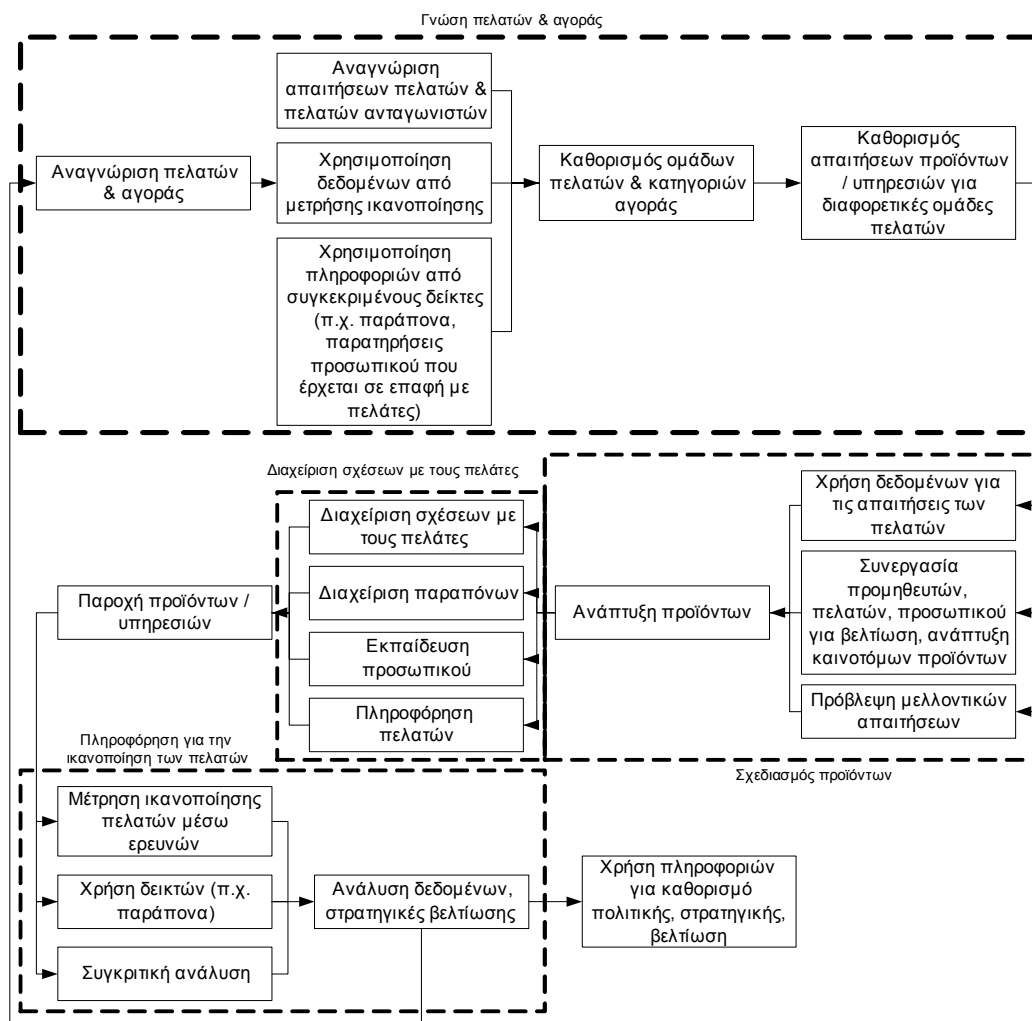 Γνώση πελατών & αγοράς
Αναγνώριση
απαιτήσεων πελατών &
πελατών ανταγωνιστών
Αναγνώριση πελατών
& αγοράς
Χρησιμοποίηση
δεδομένων από
μετρήσης ικανοποίησης
Χρησιμοποίηση
πληροφοριών από
συγκεκριμένους δείκτες
(π.χ. παράπονα,
παρατηρήσεις
προσωπικού που
έρχεται σε επαφή με
πελάτες)
Καθορισμός ομάδων
πελατών & κατηγοριών
αγοράς
Καθορισμός
απαιτήσεων προϊόντων
/ υπηρεσιών για
διαφορετικές ομάδες
πελατών
Διαχείριση σχέσεων με τους πελάτες
Χρήση δεδομένων για
τις απαιτήσεις των
πελατών
Συνεργασία
προμηθευτών,
πελατών, προσωπικού
για βελτίωση, ανάπτυξη
καινοτόμων προϊόντων
Πρόβλεψη μελλοντικών
απαιτήσεων
Ανάπτυξη προϊόντων
Διαχείριση σχέσεων με
τους πελάτες
Διαχείριση παραπόνων
Εκπαίδευση
προσωπικού
Πληροφόρηση
πελατών
Παροχή προϊόντων /
υπηρεσιών
Σχεδιασμός προϊόντων
Πληροφόρηση για την
ικανοποίηση των πελατών
Μέτρηση ικανοποίησης
πελατών μέσω
ερευνών
Χρήση δεικτών (π.χ.
παράπονα)
Συγκριτική ανάλυση
Ανάλυση δεδομένων,
στρατηγικές βελτίωσης
Χρήση πληροφοριών
για καθορισμό
πολιτικής, στρατηγικής,
βελτίωση